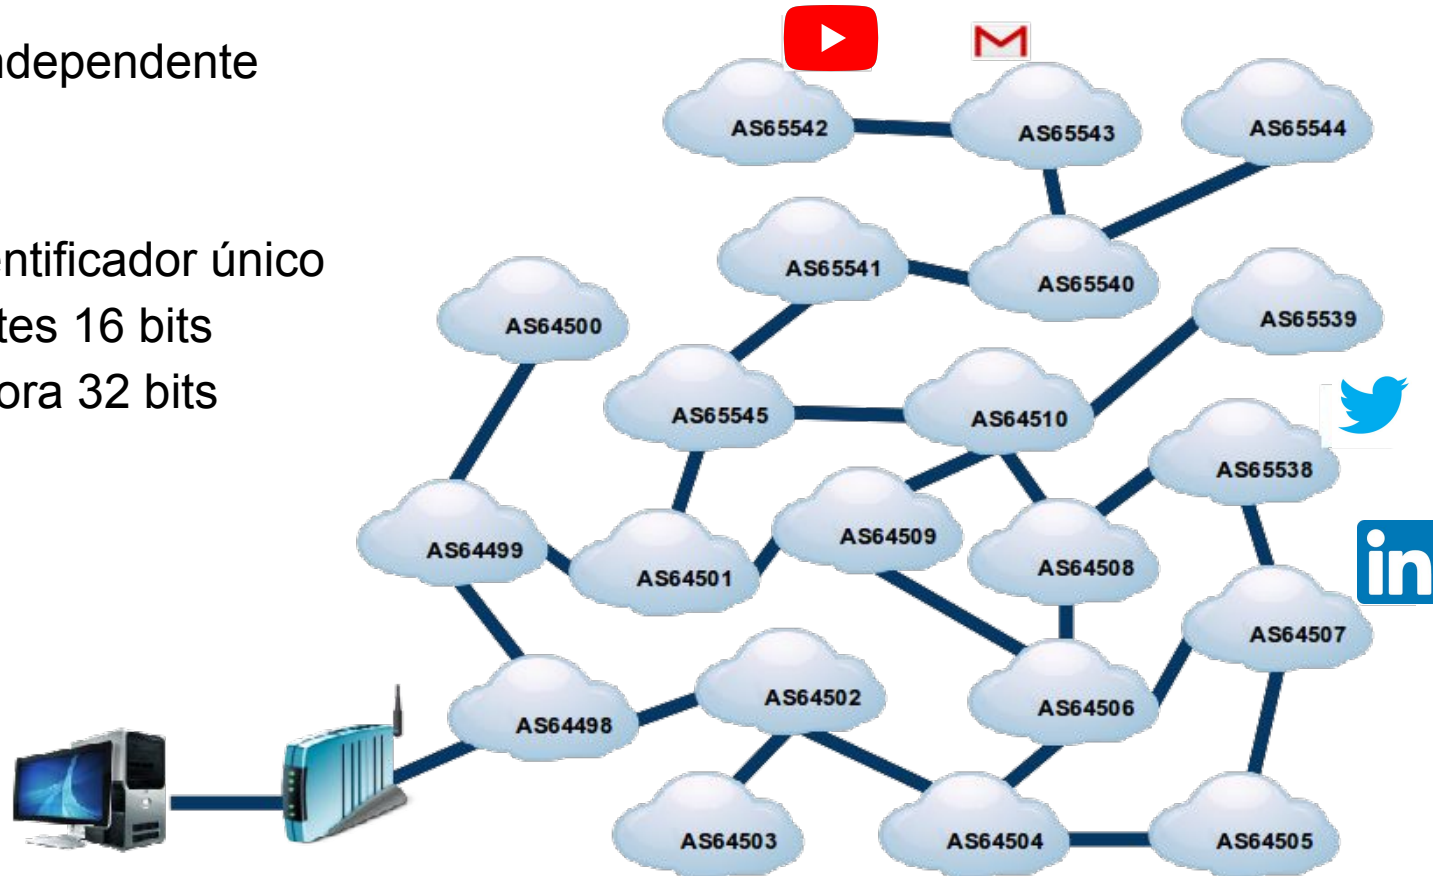 ndependente
entificador único
tes 16 bits
ora 32 bits
AS65542
AS65543
AS65544
AS65541
AS65540
AS64500
AS65539
AS65545
AS64510
AS65538
AS64499
AS64501
AS64509
AS64508
AS64507
AS64498
AS64502
AS64506
AS64503
AS64504
AS64505
in